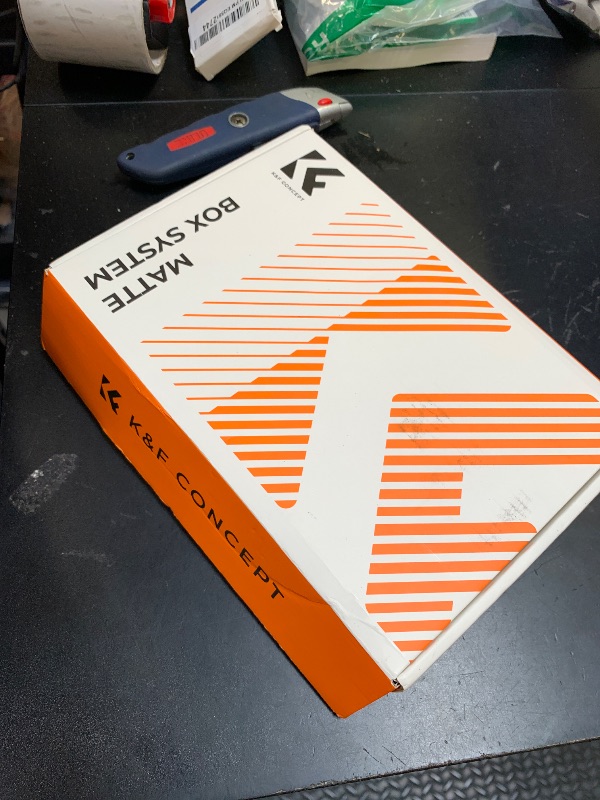 K&F CONCEPT
MATTE
BOX SYSTEM
K&F CONCEPT